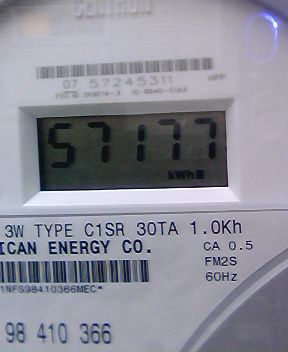 07 57245311
57177
kWh
3W TYPE C1SR 30TA 1.0Kh
ICAN ENERGY CO. CA 0.5
FM2S
60Hz
1NFS98410366MEC*
98 410 366